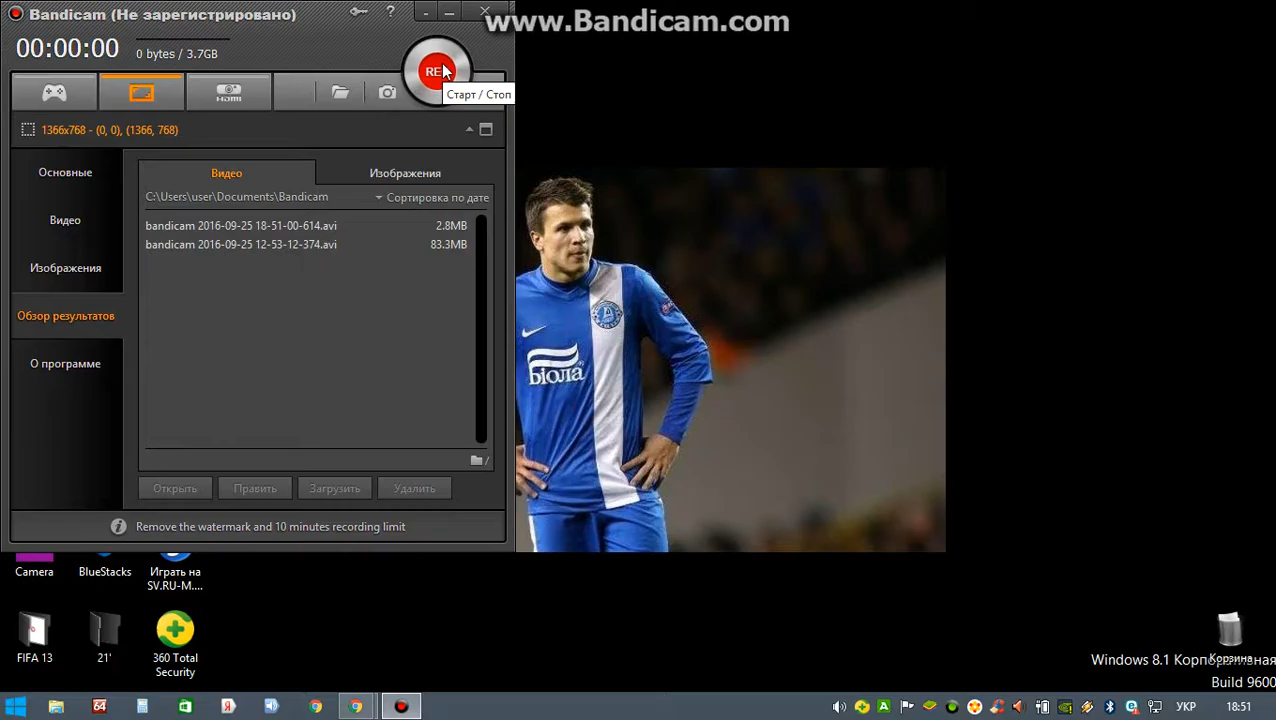 Bandicam (Не зарегистрировано)
www.Bandicam.com
00:00:00
0 bytes / 3.7GB
REC
Старт / Стоп
HDMI
1366x768 - (0, 0), (1366, 768)
Основные
Видео
Изображения
Обзор результатов
О программе
Видео
Изображения
C:\Users\user\Documents\Bandicam
Сортировка по дате
bandicam 2016-09-25 18-51-00-614.avi
2.8MB
bandicam 2016-09-25 12-53-12-374.avi
83.3MB
Открыть
Править
Загрузить
Удалить
Remove the watermark and 10 minutes recording limit
Біола
Camera
BlueStacks
Играть на
SV.RU-M....
FIFA 13
21'
360 Total
Security
Корзина
Windows 8.1 Корпоративная
Build 9600
64
УКР
18:51